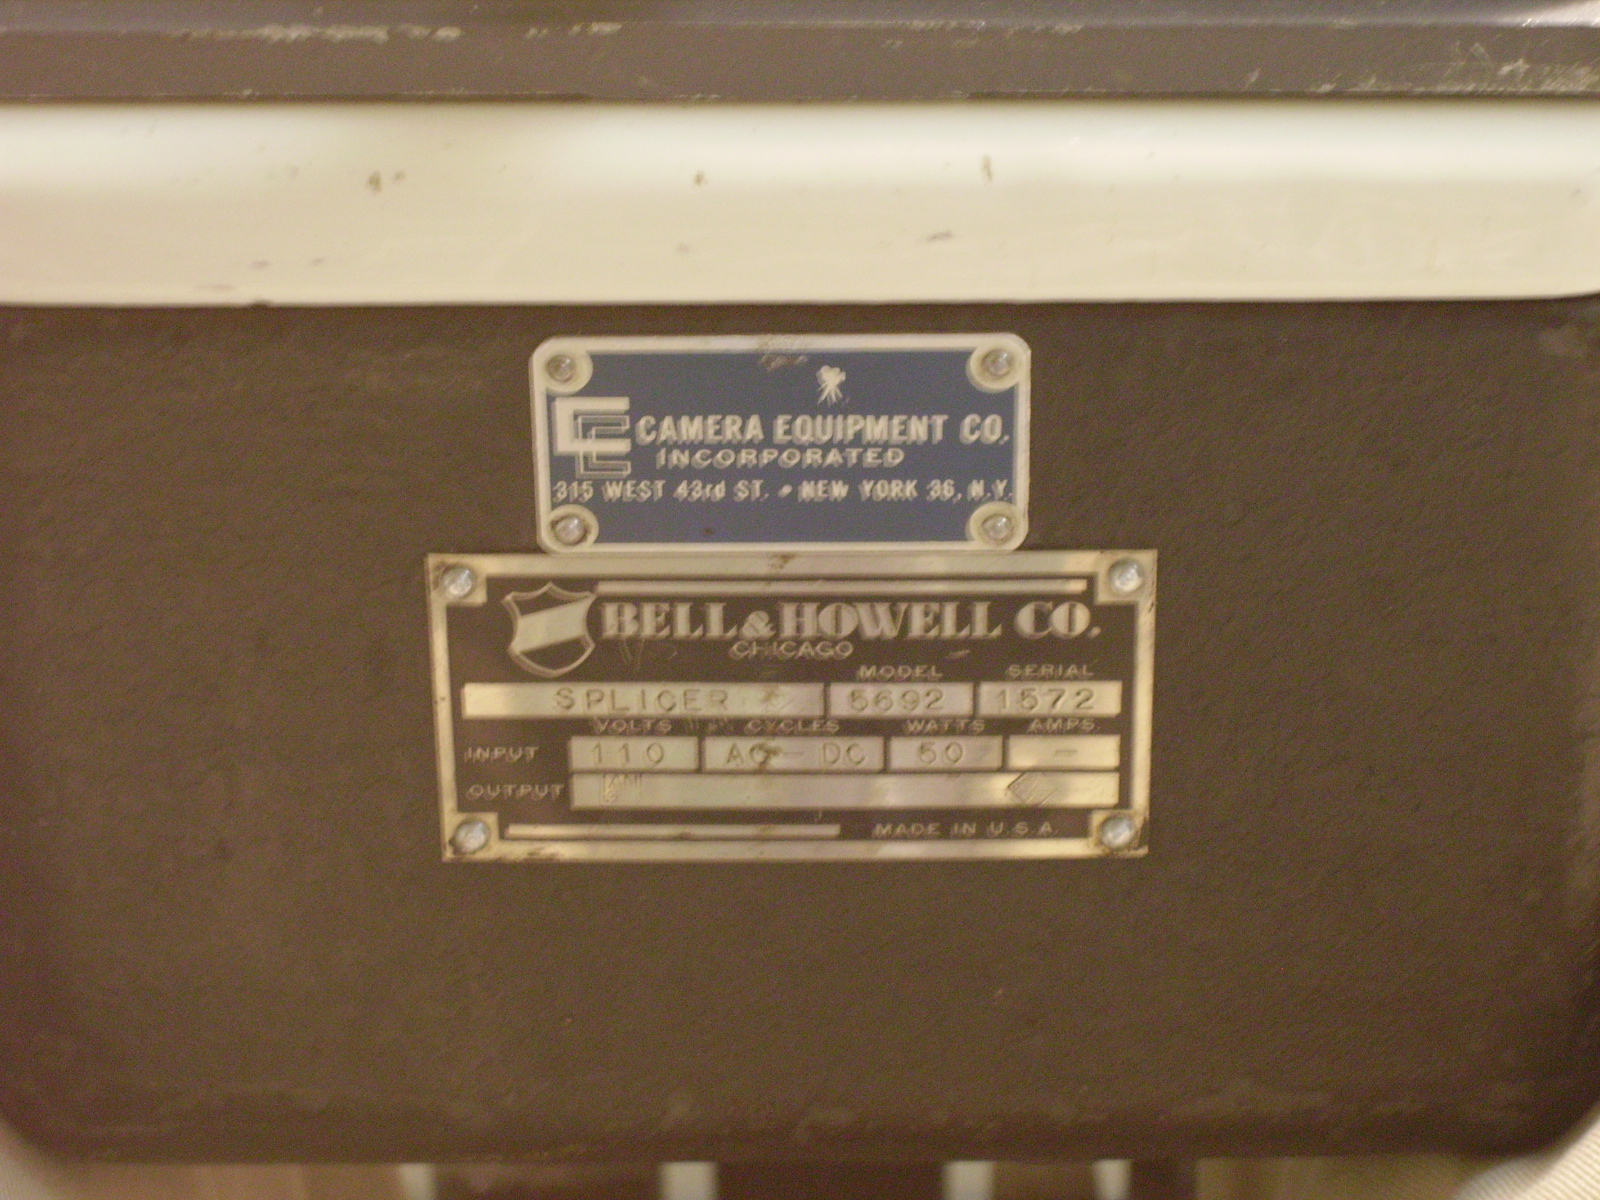 CAMERA EQUIPMENT CO.
INCORPORATED
315 WEST 43rd ST. • NEW YORK 36, N.Y.
BELL & HOWELL CO.
CHICAGO
MODEL SERIAL
SPLICER 5692 1572
VOLTS CYCLES WATTS AMPS
INPUT 110 AC — DC 50 —
OUTPUT
MADE IN U.S.A.